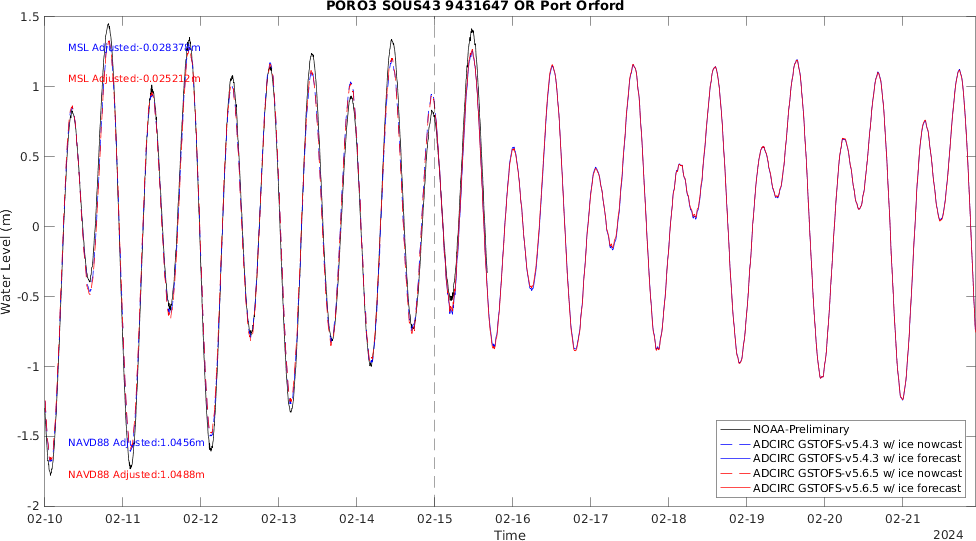 PORO3 SOUS43 9431647 OR Port Orford
MSL Adjusted:-0.028378m
MSL Adjusted:-0.025212m
NAVD88 Adjusted:1.0456m
NAVD88 Adjusted:1.0488m
Water Level (m)
1.5
1
0.5
0
-0.5
-1
-1.5
-2
NOAA-Preliminary
ADCIRC GSTOFS-v5.4.3 w/ ice nowcast
ADCIRC GSTOFS-v5.4.3 w/ ice forecast
ADCIRC GSTOFS-v5.6.5 w/ ice nowcast
ADCIRC GSTOFS-v5.6.5 w/ ice forecast
02-10 02-11 02-12 02-13 02-14 02-15 02-16 02-17 02-18 02-19 02-20 02-21
Time
2024